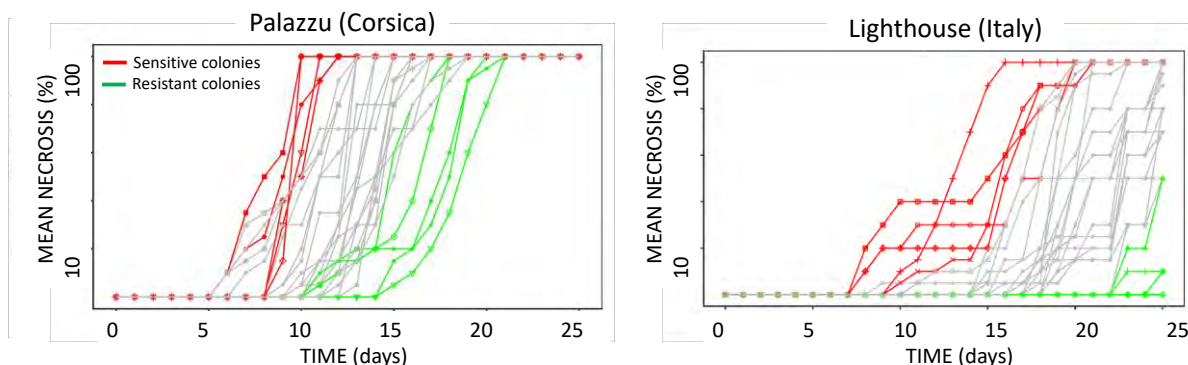 Palazzu (Corsica)
Sensitive colonies
Resistant colonies
MEAN NECROSIS (%)
100
10
0 5 10 15 20 25
TIME (days)
Lighthouse (Italy)
MEAN NECROSIS (%)
100
10
0 5 10 15 20 25
TIME (days)